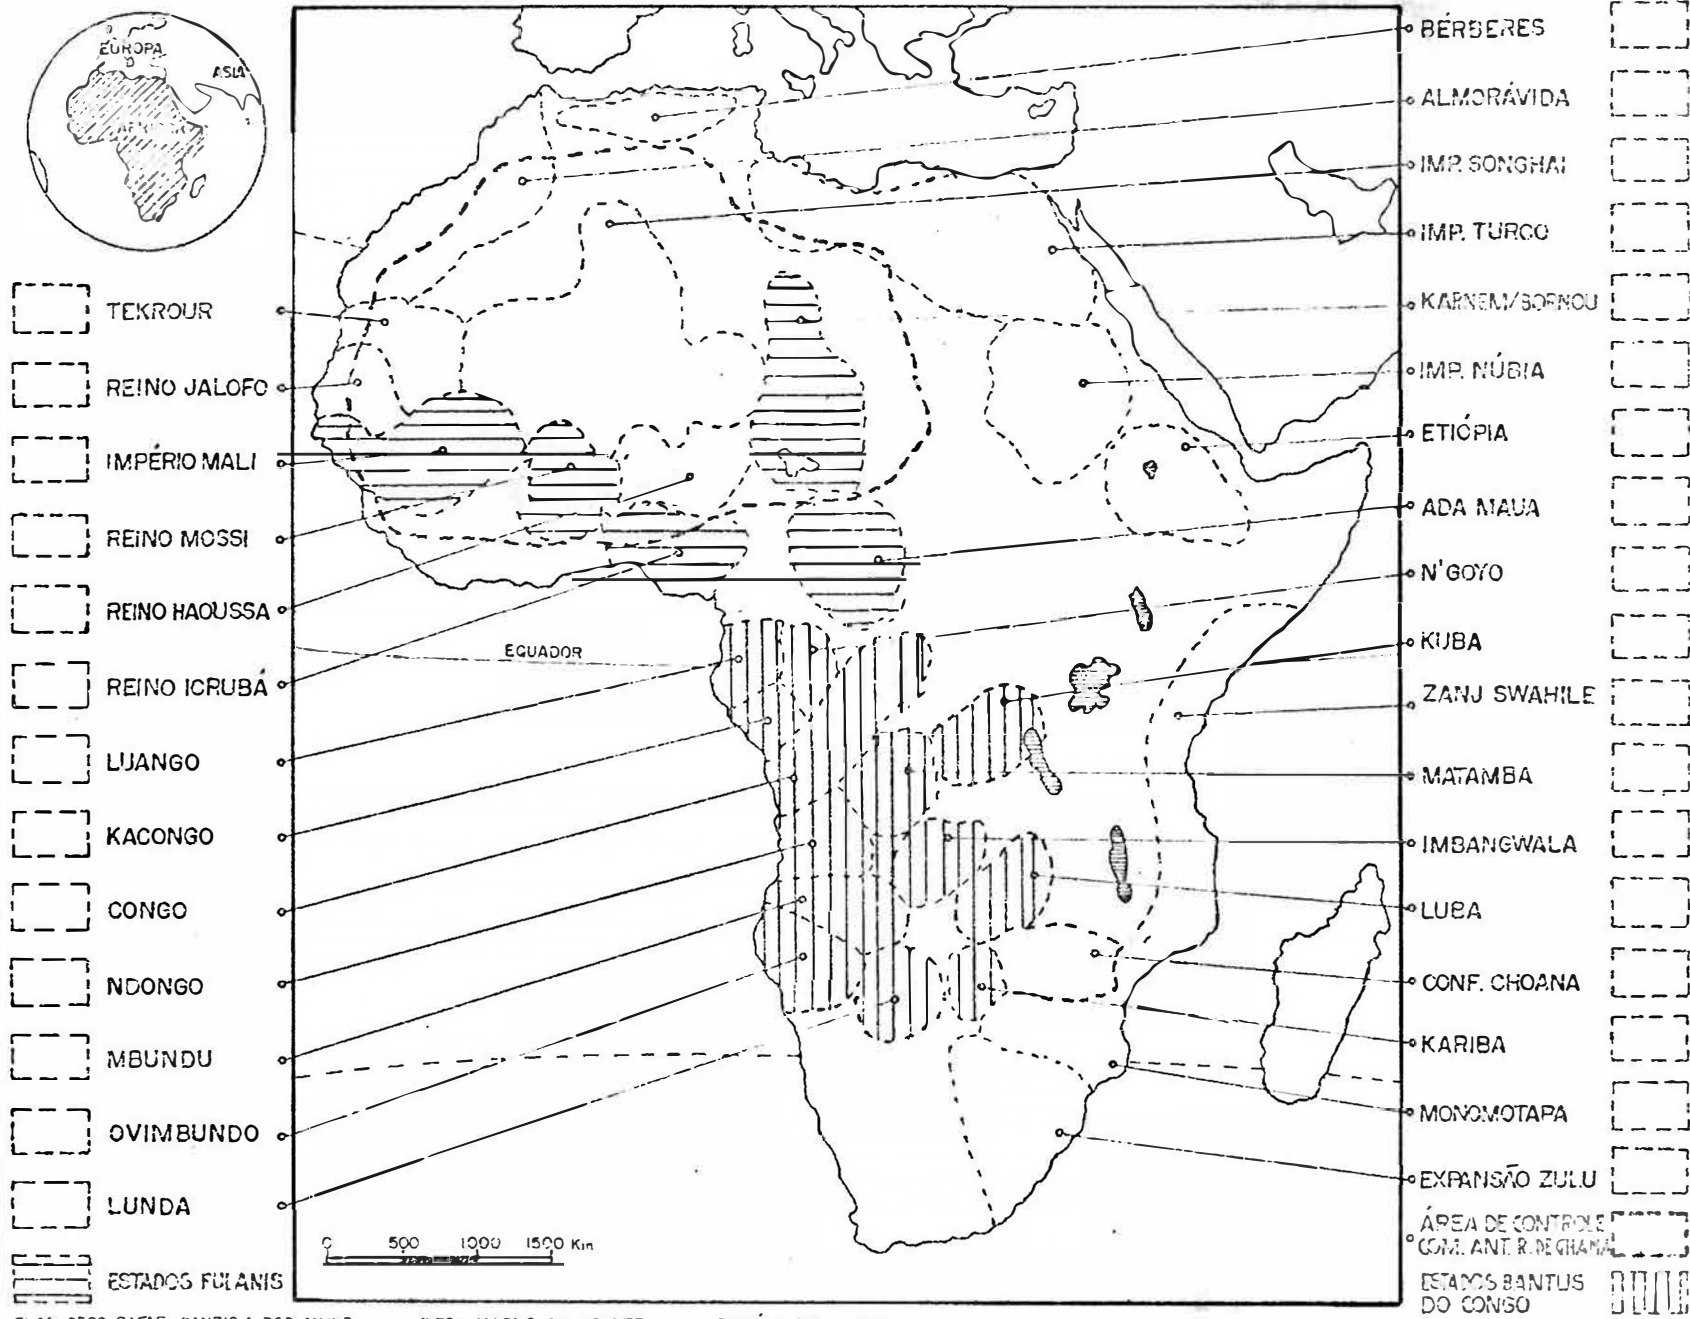 EUROPA
ASIA
AFRICA
TEKROUR
REINO JALOFO
IMPÉRIO MALI
REINO MOSSI
REINO HAOUSSA
REINO ICRUBÁ
LUANGO
KACONGO
CONGO
NDONGO
MBUNDU
OVIMBUNDO
LUNDA
ESTADOS FULANIS
EQUADOR
0 500 1000 1500 Km
BÉRBERES
ALMORÁVIDA
IMP. SONGHAI
IMP. TURCO
KARNEM/BORNOU
IMP. NÚBIA
ETIÓPIA
ADA MAUA
N'GOYO
KUBA
ZANJ SWAHILE
MATAMBA
IMBANGWALA
LUBA
CONF. CHOANA
KARIBA
MONOMOTAPA
EXPANSÃO ZULU
ÁREA DE CONTROLE
COM. ANT. R. DE GHANA
ESTADOS BANTUS
DO CONGO